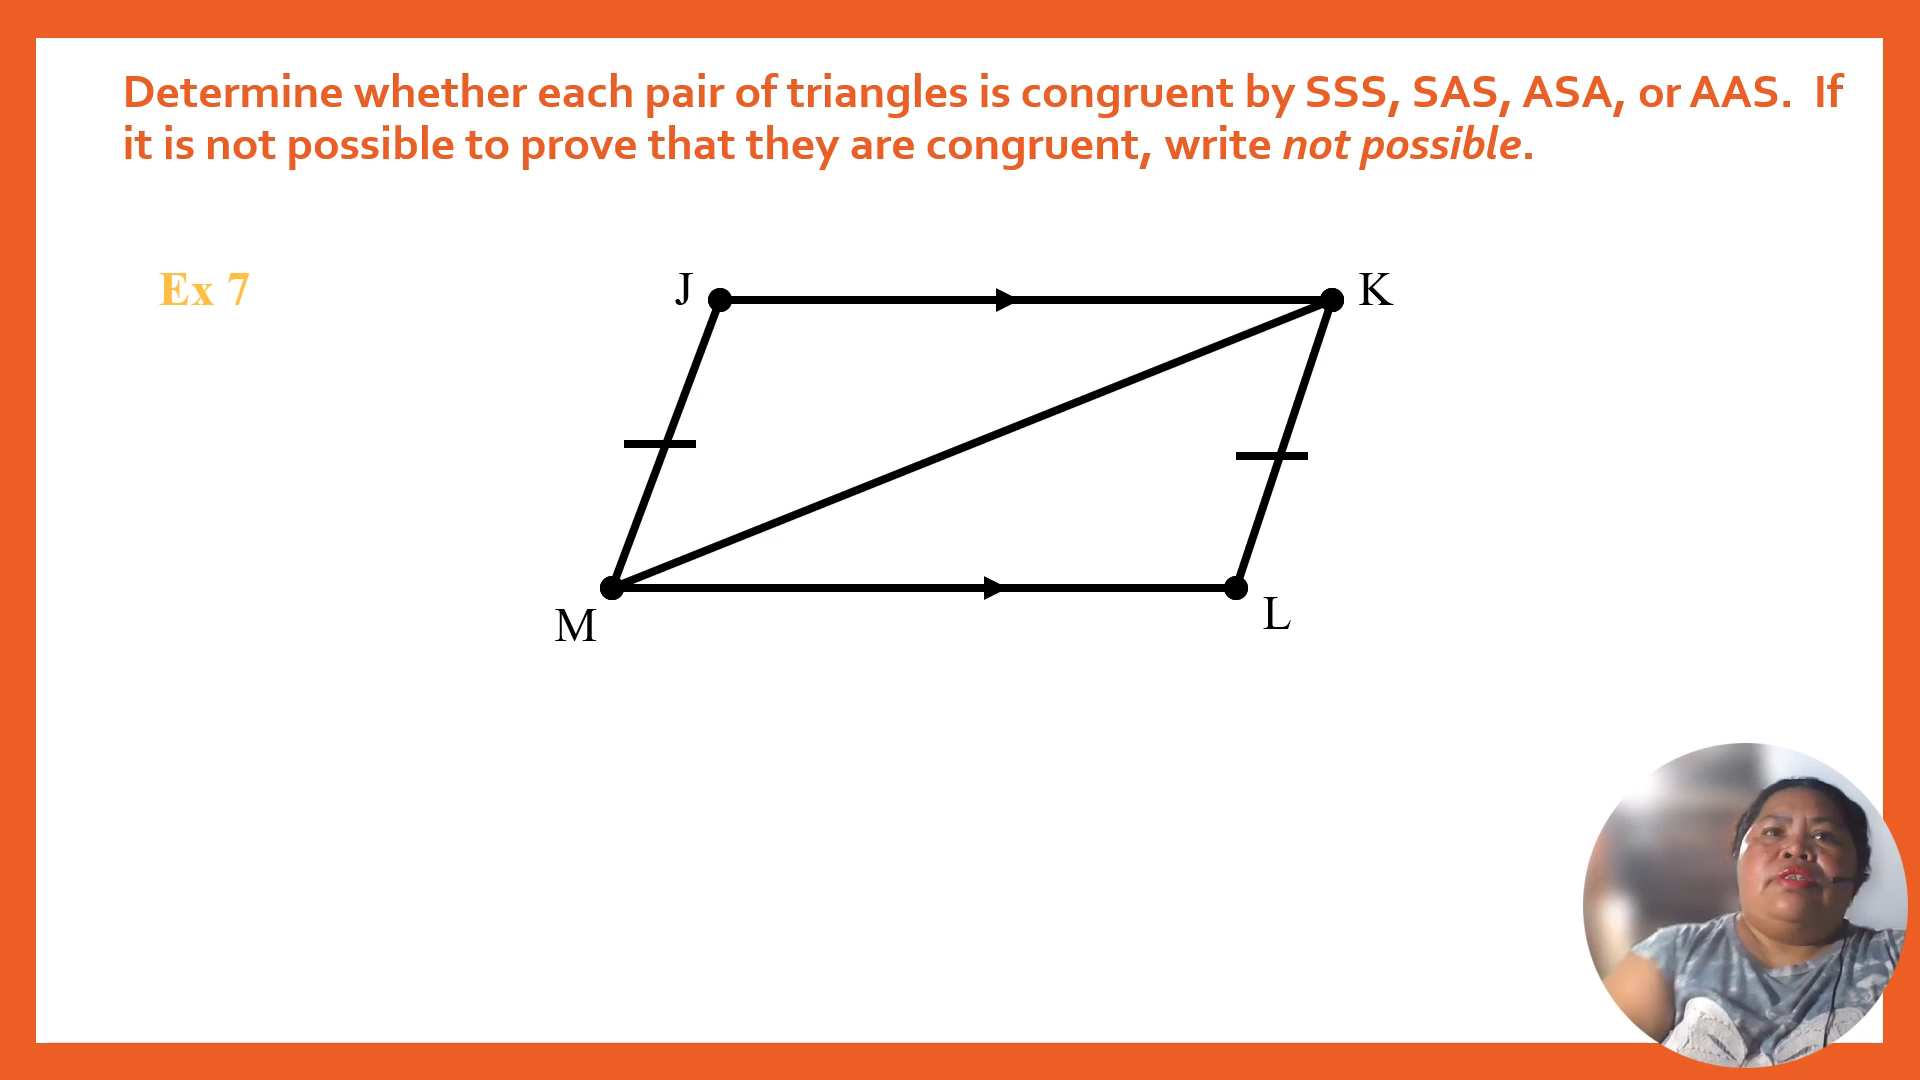 Determine whether each pair of triangles is congruent by SSS, SAS, ASA, or AAS. If
it is not possible to prove that they are congruent, write not possible.
Ex 7
J
K
M
L